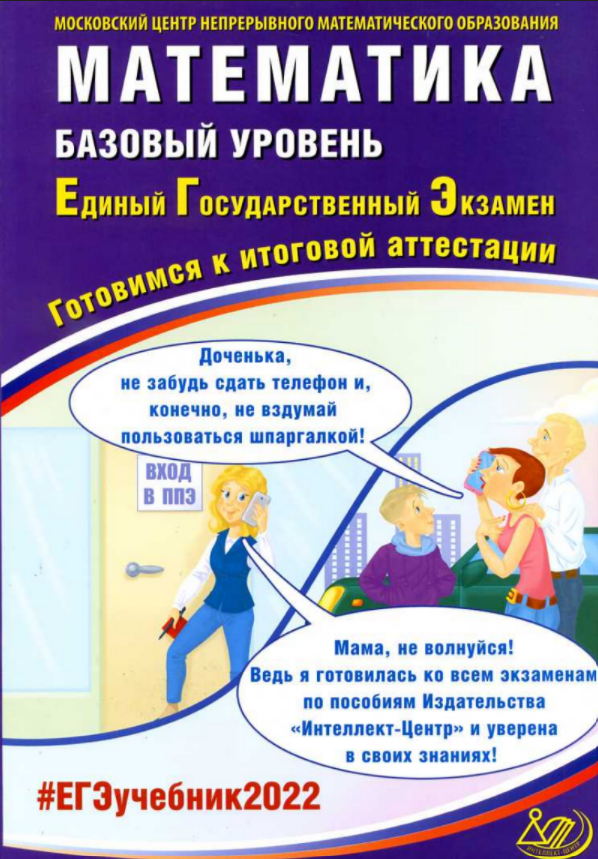 МОСКОВСКИЙ ЦЕНТР НЕПРЕРЫВНОГО МАТЕМАТИЧЕСКОГО ОБРАЗОВАНИЯ
МАТЕМАТИКА
БАЗОВЫЙ УРОВЕНЬ
ЕДИНЫЙ ГОСУДАРСТВЕННЫЙ ЭКЗАМЕН
Готовимся к итоговой аттестации
Доченька,
не забудь сдать телефон и,
конечно, не вздумай
пользоваться шпаргалкой!
ВХОД
В ППЭ
Мама, не волнуйся!
Ведь я готовилась ко всем экзаменам
по пособиям Издательства
«Интеллект-Центр» и уверена
в своих знаниях!
#ЕГЭучебник2022
ИНТЕЛЛЕКТ-ЦЕНТР